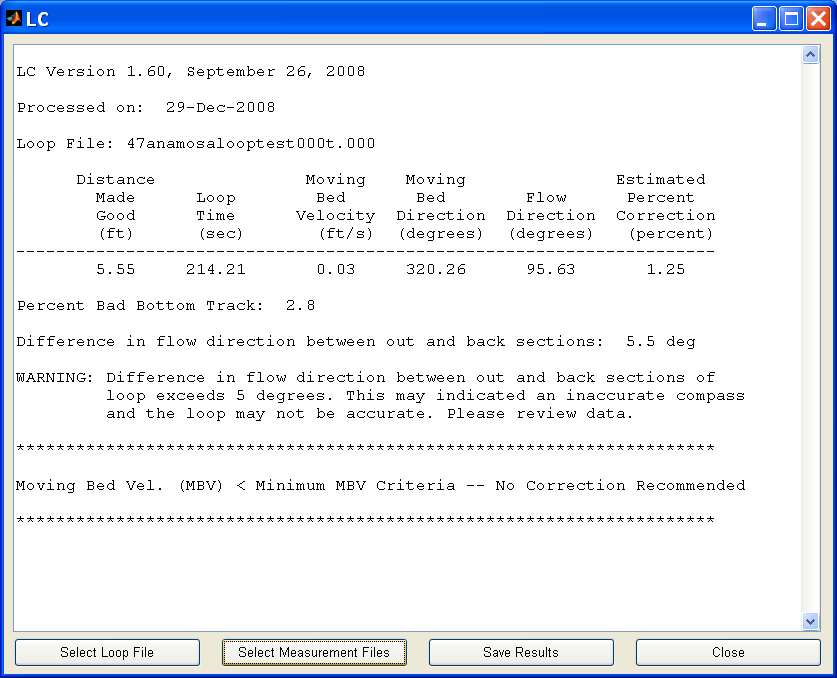 LC
LC Version 1.60, September 26, 2008
Processed on:  29-Dec-2008
Loop File: 47anamosalooptest000t.000
Distance Moving Moving Estimated
Made Loop Bed Bed Flow Percent
Good Time Velocity Direction Direction Correction
(ft) (sec) (ft/s) (degrees) (degrees) (percent)
----------------------------------------------------------------------
5.55 214.21 0.03 320.26 95.63 1.25
Percent Bad Bottom Track:  2.8
Difference in flow direction between out and back sections:  5.5 deg
WARNING: Difference in flow direction between out and back sections of
loop exceeds 5 degrees. This may indicated an inaccurate compass
and the loop may not be accurate. Please review data.
**********************************************************************
Moving Bed Vel. (MBV) < Minimum MBV Criteria -- No Correction Recommended
**********************************************************************
Select Loop File Select Measurement Files Save Results Close